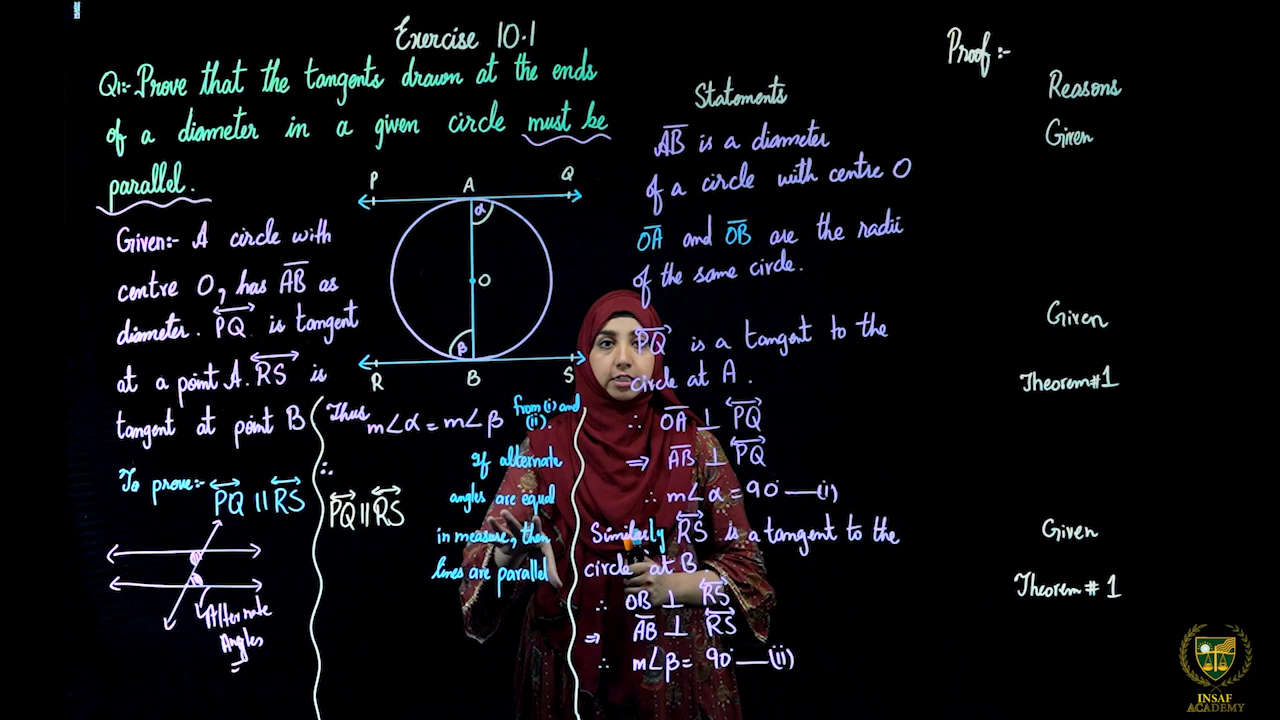 Exercise 10.1
Q1:- Prove that the tangents drawn at the ends
of a diameter in a given circle must be
parallel.
Given:- A circle with
centre O, has AB as
diameter. PQ is tangent
at a point A. RS is
tangent at point B
To prove:- PQ || RS
Alternate
Angles
P A Q
α
O
β
R B S
Thus m∠α = m∠β from (i) and
(ii).
∴ If alternate
PQ || RS angles are equal
in measure, then
lines are parallel
Proof:-
Statements Reasons
AB is a diameter Given
of a circle with centre O
OA and OB are the radii
of the same circle.
PQ is a tangent to the Given
circle at A. Theorem #1
∴ OA ⊥ PQ
⇒ AB ⊥ PQ
∴ m∠α = 90° —(i)
Similarly RS is a tangent to the Given
circle at B
∴ OB ⊥ RS Theorem # 1
⇒ AB ⊥ RS
∴ m∠β = 90° —(ii)
INSAF
ACADEMY